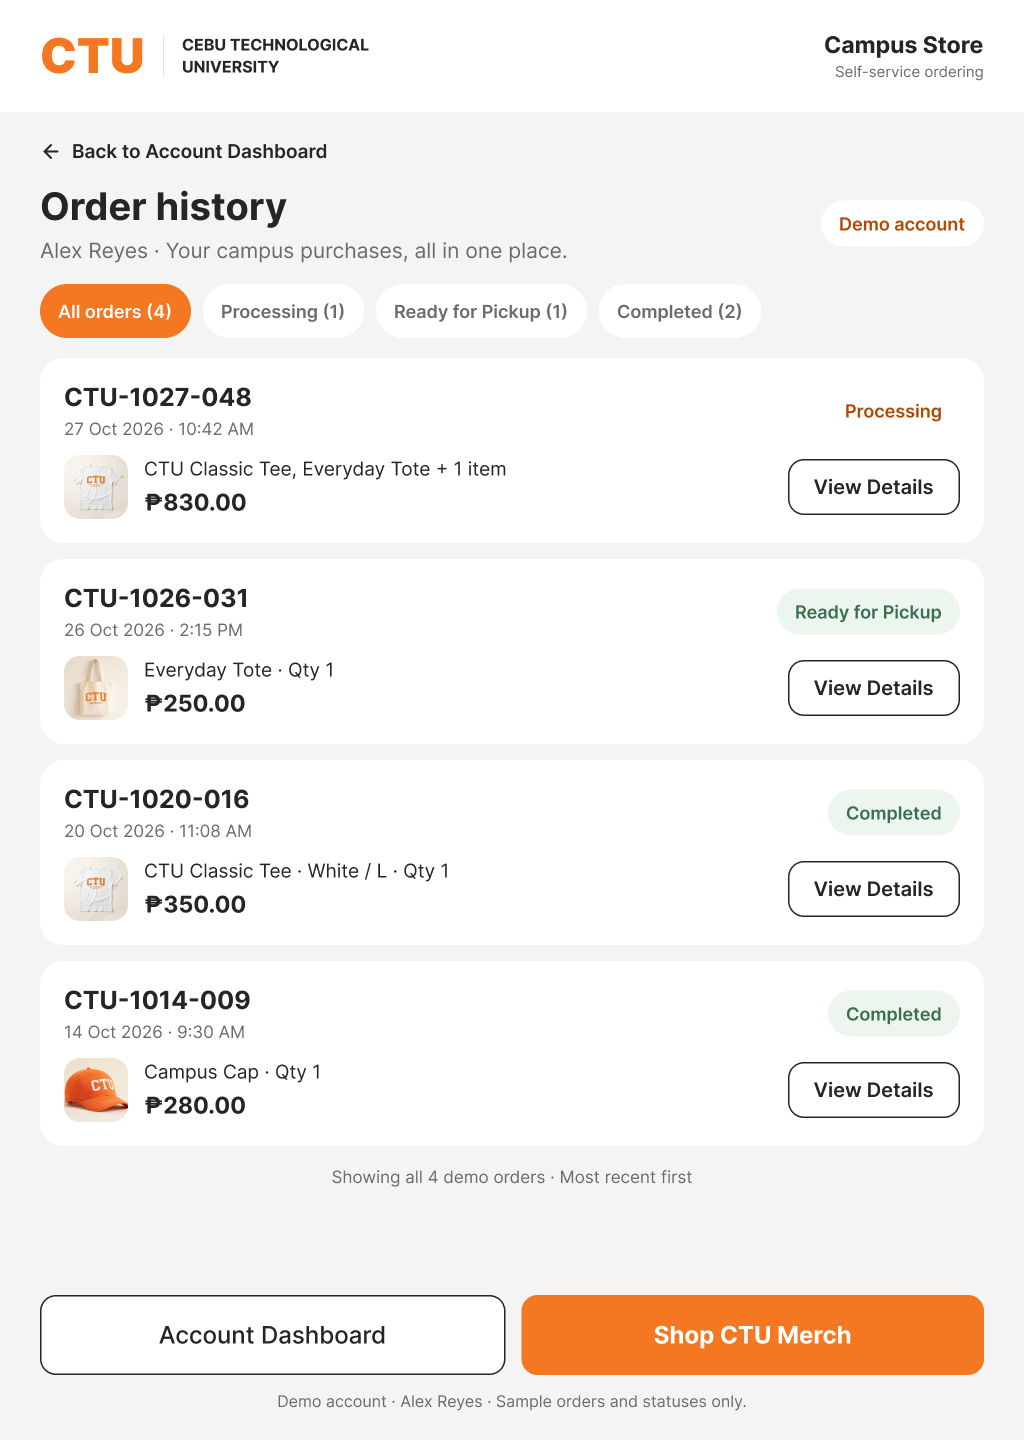 CTU
CEBU TECHNOLOGICAL
UNIVERSITY
Campus Store
Self-service ordering
← Back to Account Dashboard
Order history
Alex Reyes · Your campus purchases, all in one place.
Demo account
All orders (4)
Processing (1)
Ready for Pickup (1)
Completed (2)
CTU-1027-048
27 Oct 2026 · 10:42 AM
Processing
CTU
CTU Classic Tee, Everyday Tote + 1 item
₱830.00
View Details
CTU-1026-031
26 Oct 2026 · 2:15 PM
Ready for Pickup
CTU
Everyday Tote · Qty 1
₱250.00
View Details
CTU-1020-016
20 Oct 2026 · 11:08 AM
Completed
CTU
CTU Classic Tee · White / L · Qty 1
₱350.00
View Details
CTU-1014-009
14 Oct 2026 · 9:30 AM
Completed
CTU
Campus Cap · Qty 1
₱280.00
View Details
Showing all 4 demo orders · Most recent first
Account Dashboard
Shop CTU Merch
Demo account · Alex Reyes · Sample orders and statuses only.